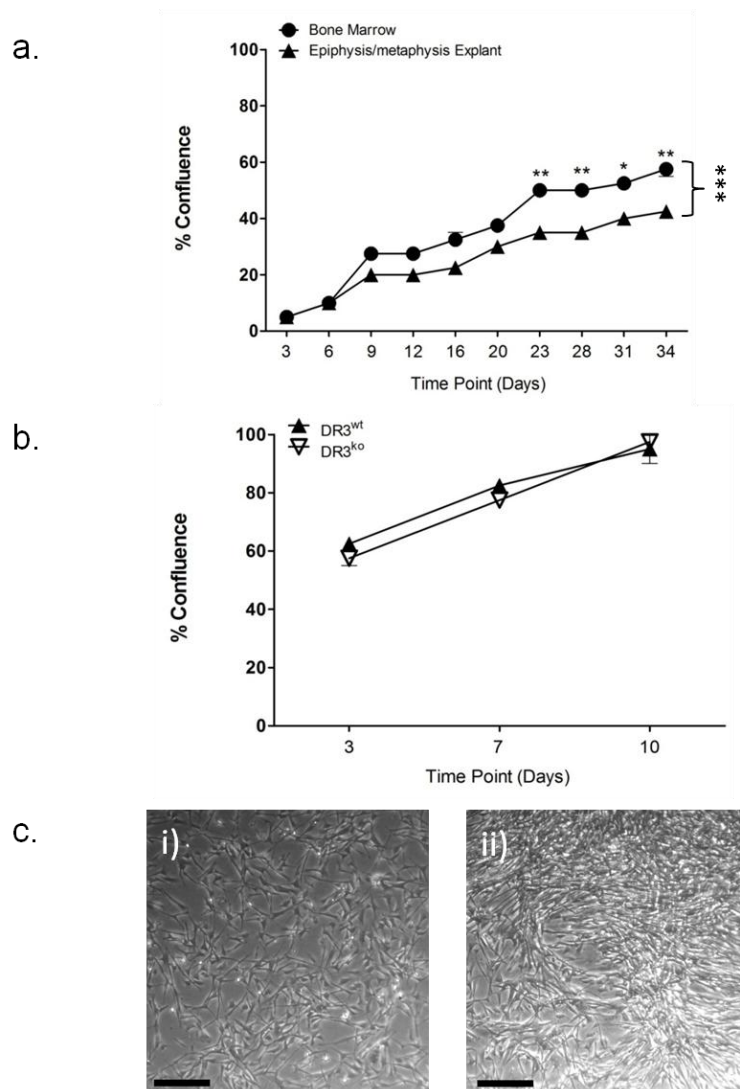 a.
Bone Marrow
Epiphysis/metaphysis Explant
100
80
60
40
20
0
% Confluence
** ** * **
***
3 6 9 12 16 20 23 28 31 34
Time Point (Days)
b.
DR3wt
DR3ko
100
80
60
40
20
0
% Confluence
3 7 10
Time Point (Days)
c.
i)
ii)